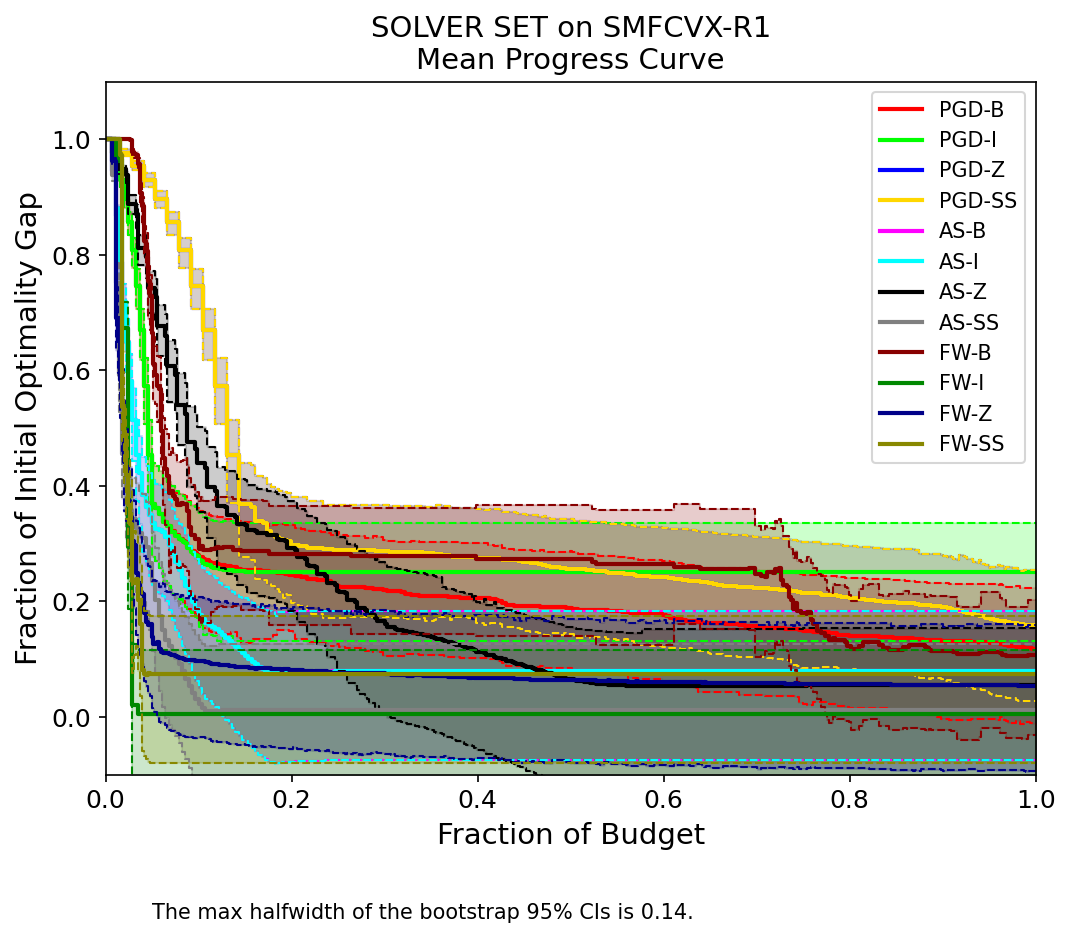 SOLVER SET on SMFCVX-R1
Mean Progress Curve
Fraction of Initial Optimality Gap
1.0
0.8
0.6
0.4
0.2
0.0
PGD-B
PGD-I
PGD-Z
PGD-SS
AS-B
AS-I
AS-Z
AS-SS
FW-B
FW-I
FW-Z
FW-SS
0.0 0.2 0.4 0.6 0.8 1.0
Fraction of Budget
The max halfwidth of the bootstrap 95% CIs is 0.14.